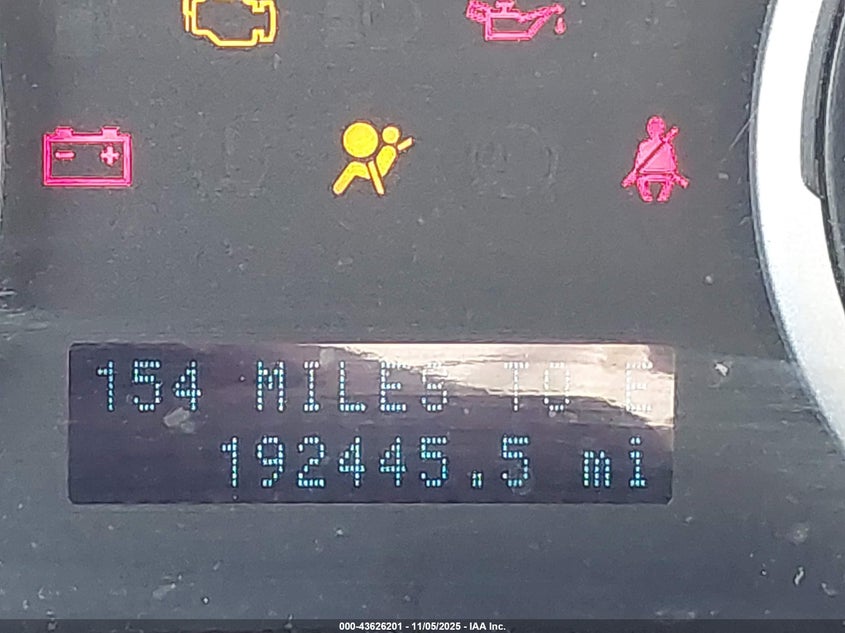 154 MILES TO E
192445.5 mi
000-43626201 - 11/05/2025 - IAA Inc.